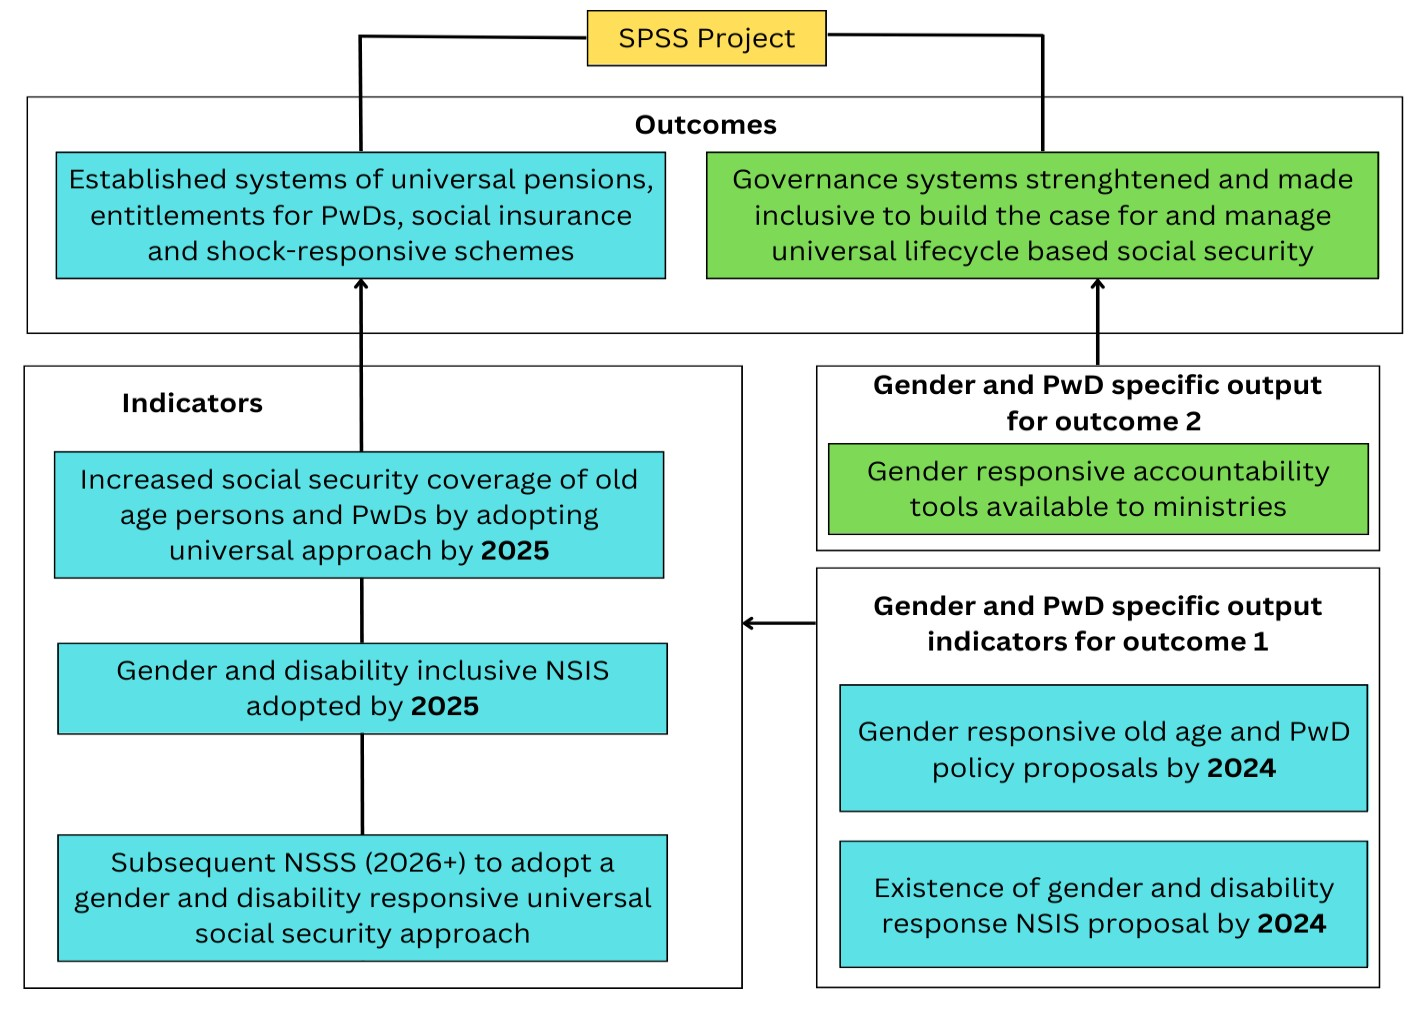 SPSS Project
Outcomes
Established systems of universal pensions,
entitlements for PwDs, social insurance
and shock-responsive schemes
Governance systems strenghtened and made
inclusive to build the case for and manage
universal lifecycle based social security
Indicators
Increased social security coverage of old
age persons and PwDs by adopting
universal approach by 2025
Gender and disability inclusive NSIS
adopted by 2025
Subsequent NSSS (2026+) to adopt a
gender and disability responsive universal
social security approach
Gender and PwD specific output
for outcome 2
Gender responsive accountability
tools available to ministries
Gender and PwD specific output
indicators for outcome 1
Gender responsive old age and PwD
policy proposals by 2024
Existence of gender and disability
response NSIS proposal by 2024